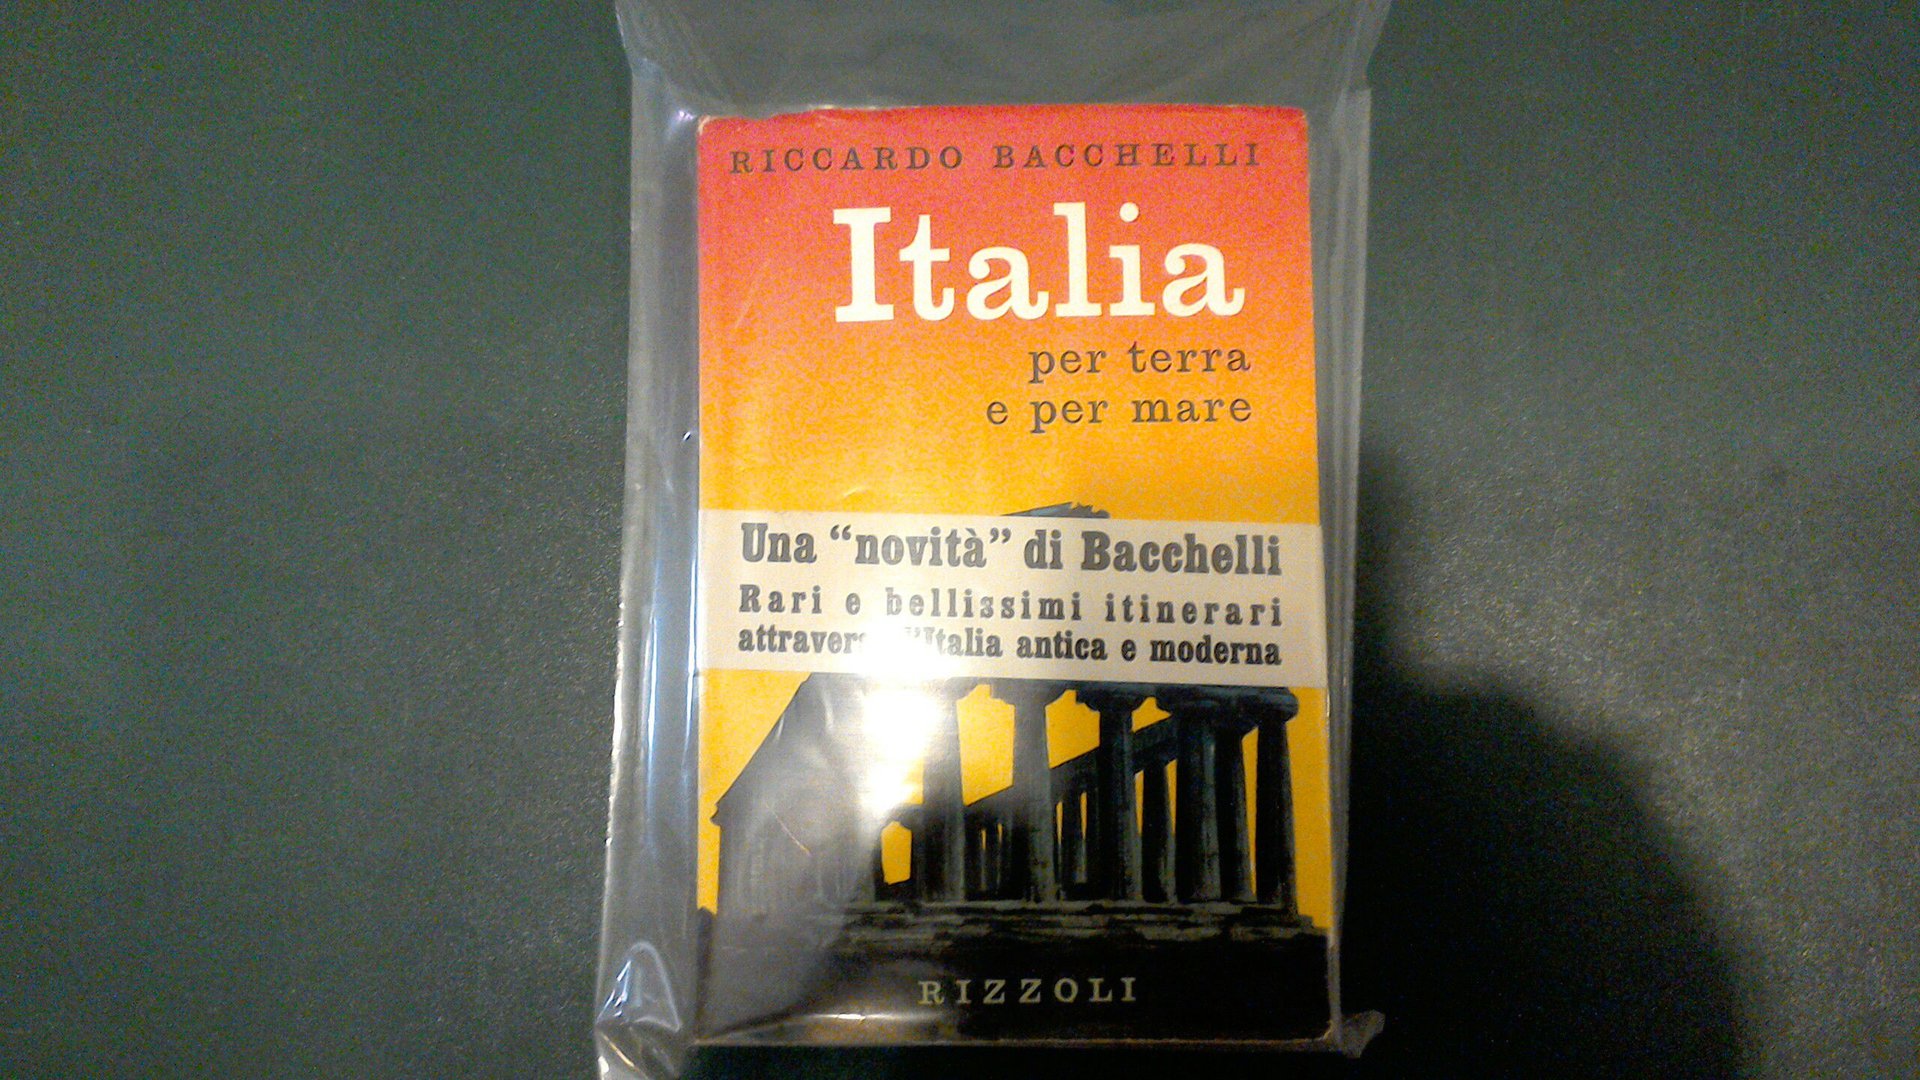 RICCARDO BACCHELLI
Italia
per terra
e per mare
Una “novità” di Bacchelli
Rari e bellissimi itinerari
l'Italia antica e moderna
RIZZOLI